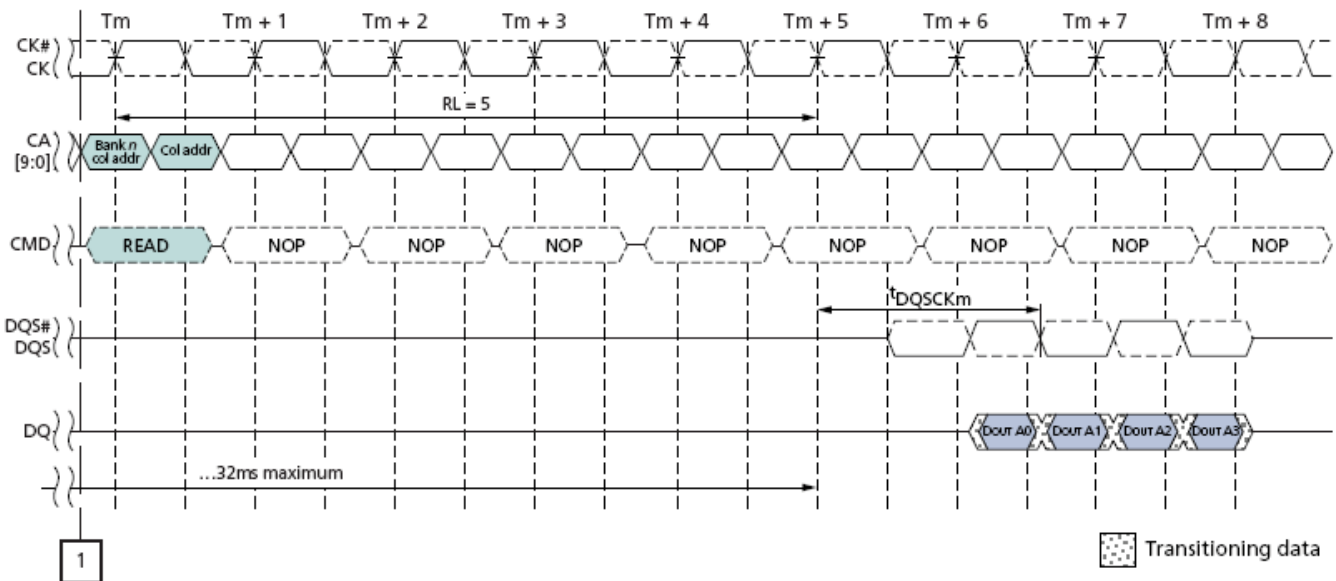 Tm Tm + 1 Tm + 2 Tm + 3 Tm + 4 Tm + 5 Tm + 6 Tm + 7 Tm + 8
CK#
CK
RL = 5
CA
[9:0]
Bank n
col addr
Col addr
CMD READ NOP NOP NOP NOP NOP NOP NOP NOP
tDQSCKm
DQS#
DQS
DQ DOUT A0 DOUT A1 DOUT A2 DOUT A3
...32ms maximum
1
Transitioning data